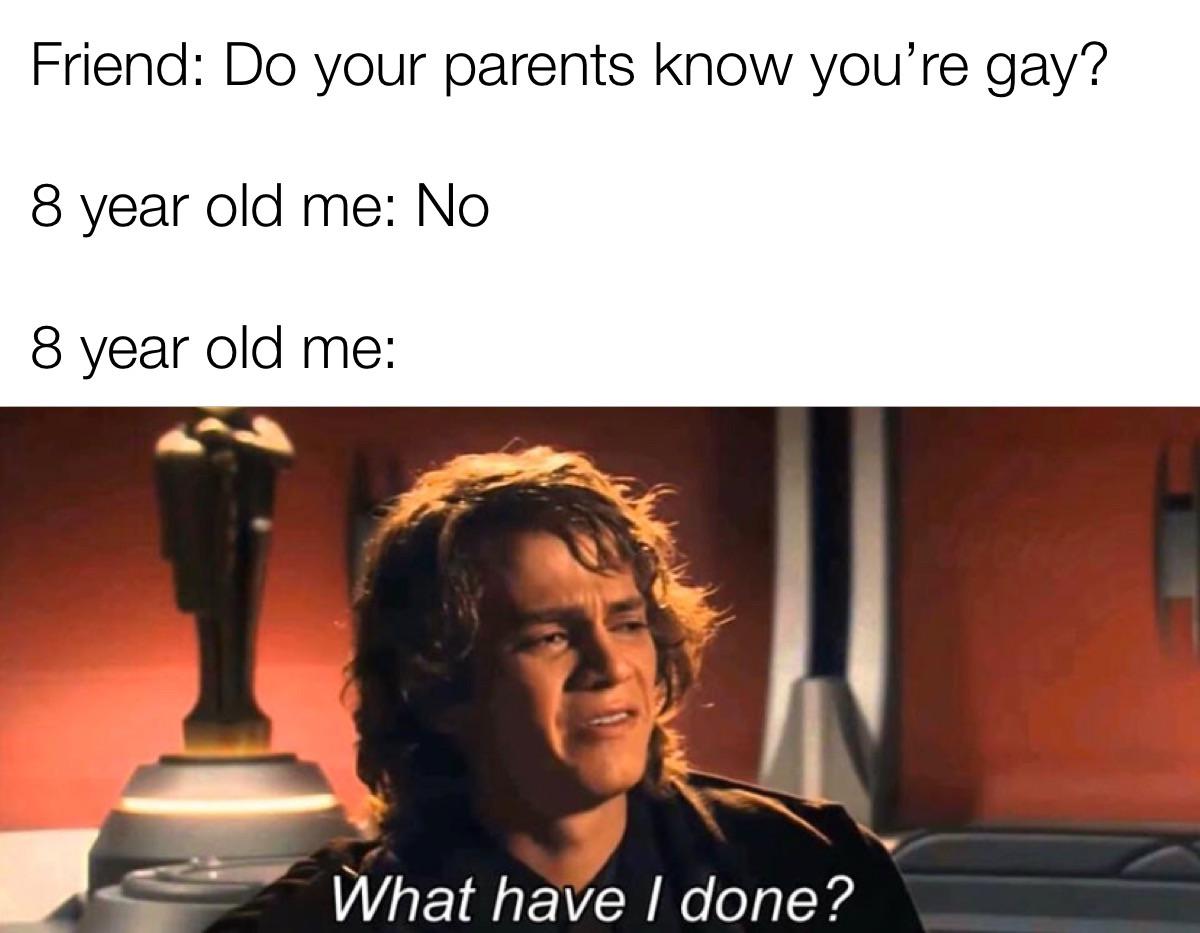 Friend: Do your parents know you’re gay?
8 year old me: No
8 year old me:
What have I done?